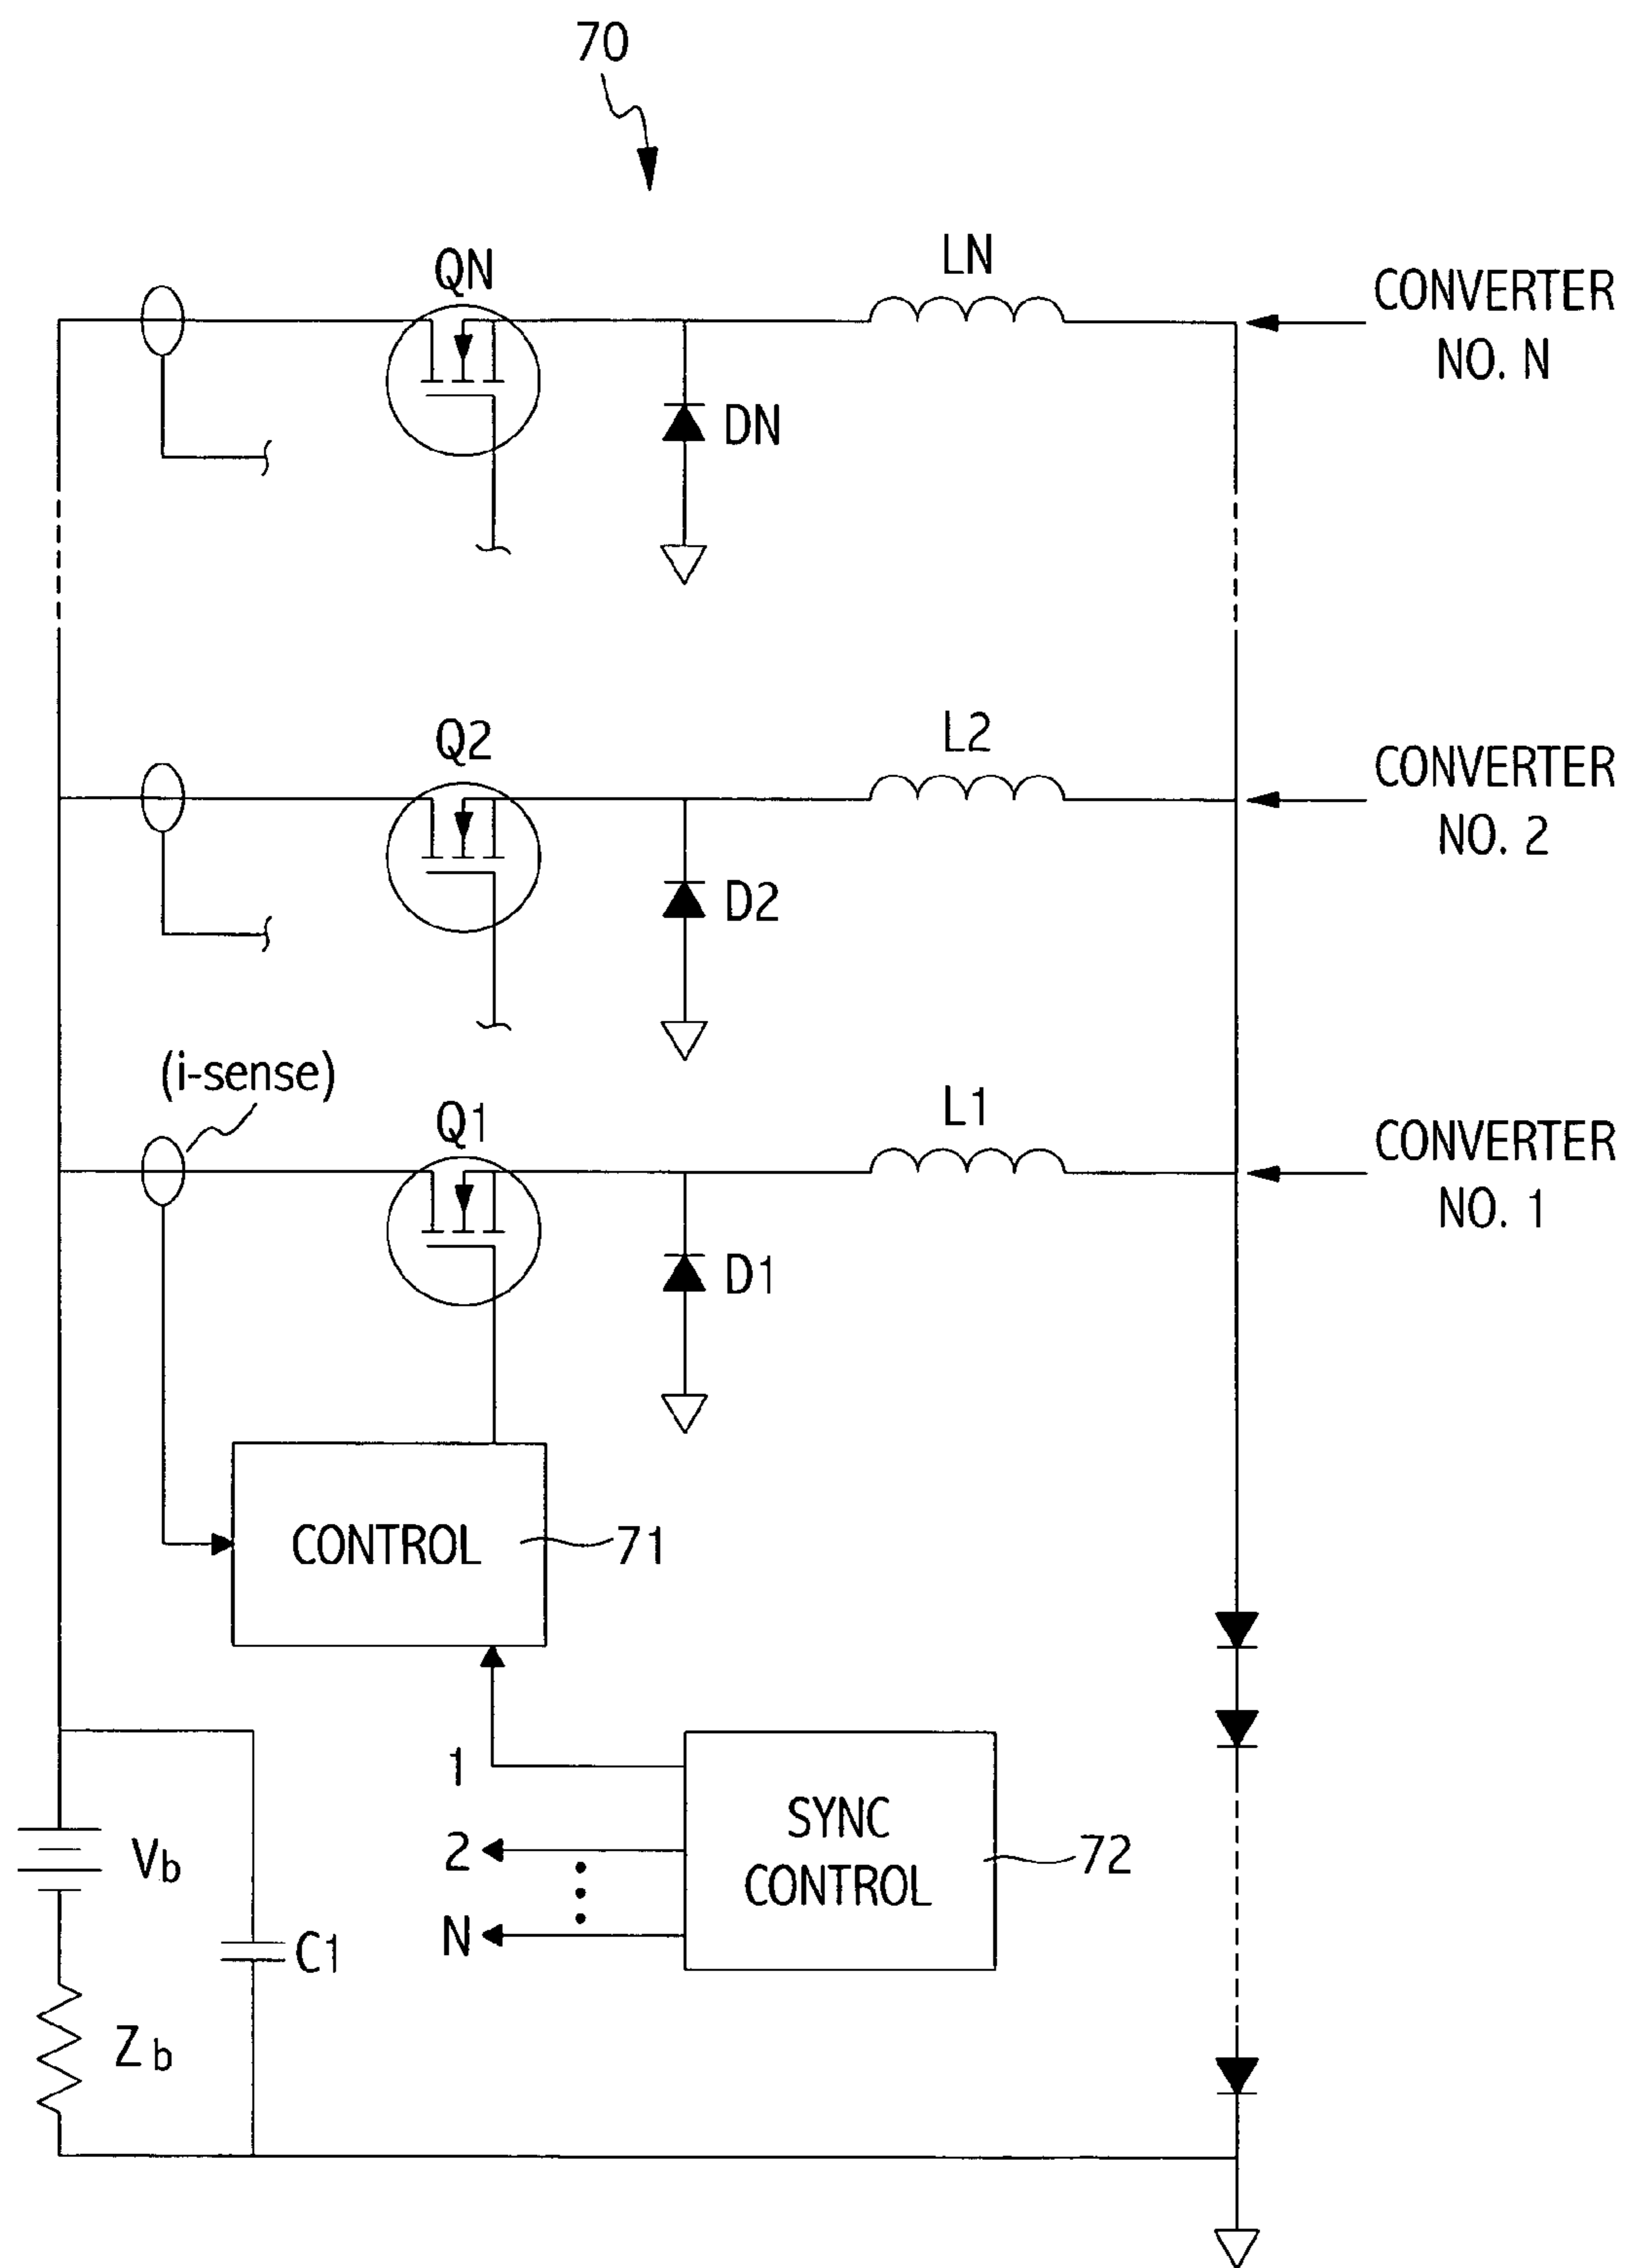 70
QN
LN
CONVERTER
NO. N
DN
Q2
L2
CONVERTER
NO. 2
D2
(i-sense)
Q1
L1
CONVERTER
NO. 1
D1
CONTROL
71
1
2
N
SYNC
CONTROL
72
Vb
C1
Zb